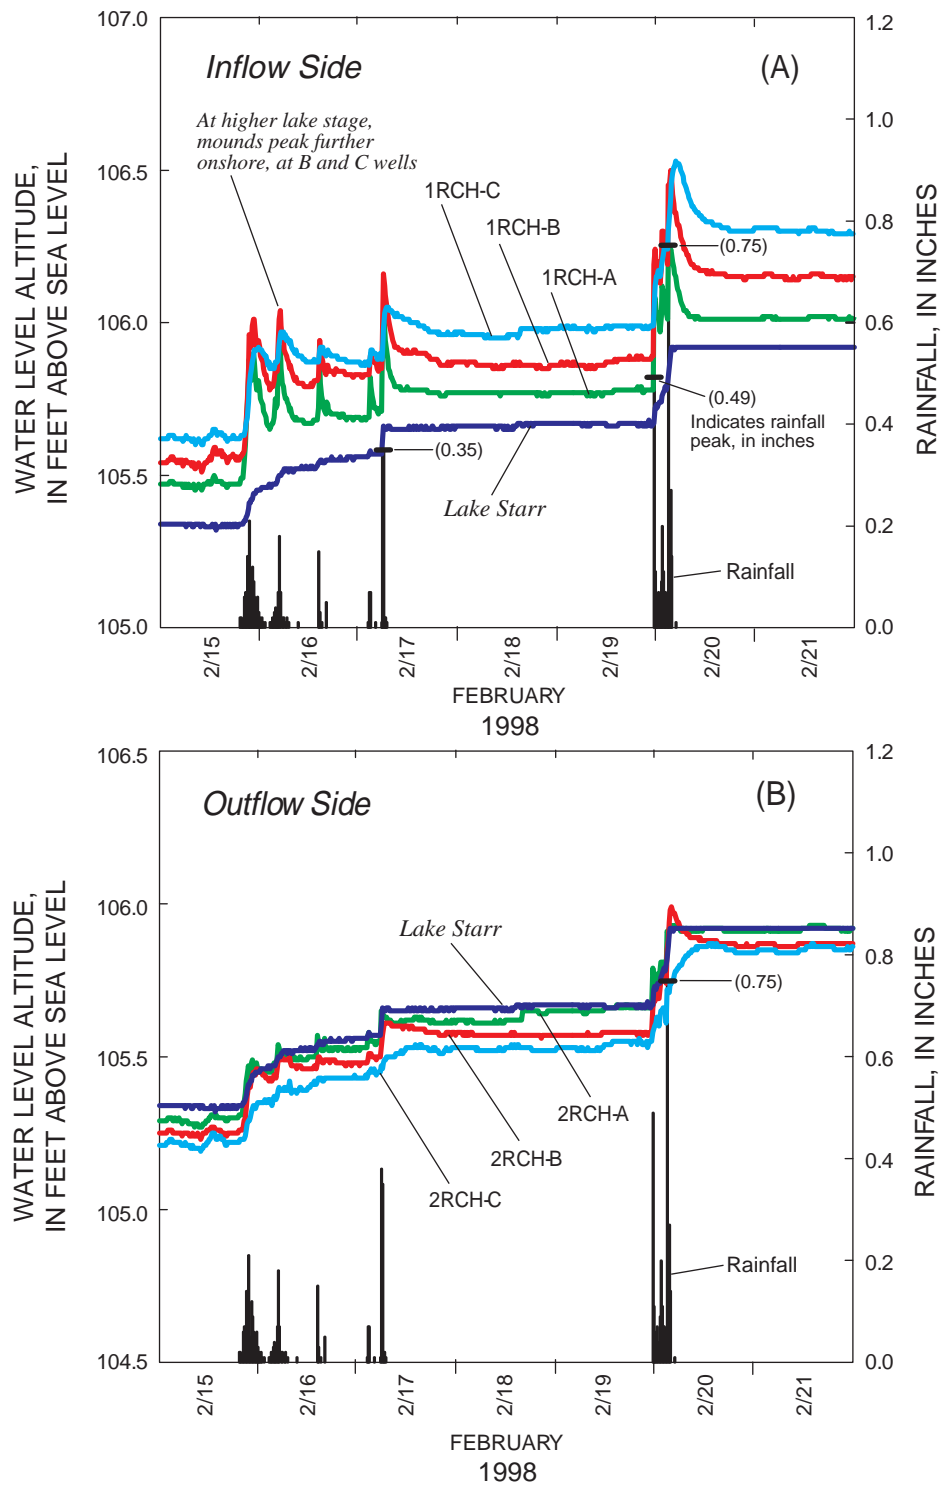 107.0
106.5
106.0
105.5
105.0
WATER LEVEL ALTITUDE,
IN FEET ABOVE SEA LEVEL
Inflow Side
(A)
At higher lake stage,
mounds peak further
onshore, at B and C wells
1RCH-C
1RCH-B
1RCH-A
(0.75)
(0.49)
Indicates rainfall
peak, in inches
(0.35)
Lake Starr
Rainfall
1.2
1.0
0.8
0.6
0.4
0.2
0.0
RAINFALL, IN INCHES
2/15
2/16
2/17
2/18
2/19
2/20
2/21
FEBRUARY
1998
106.5
106.0
105.5
105.0
104.5
WATER LEVEL ALTITUDE,
IN FEET ABOVE SEA LEVEL
Outflow Side
(B)
Lake Starr
(0.75)
2RCH-A
2RCH-B
2RCH-C
Rainfall
1.2
1.0
0.8
0.6
0.4
0.2
0.0
RAINFALL, IN INCHES
2/15
2/16
2/17
2/18
2/19
2/20
2/21
FEBRUARY
1998